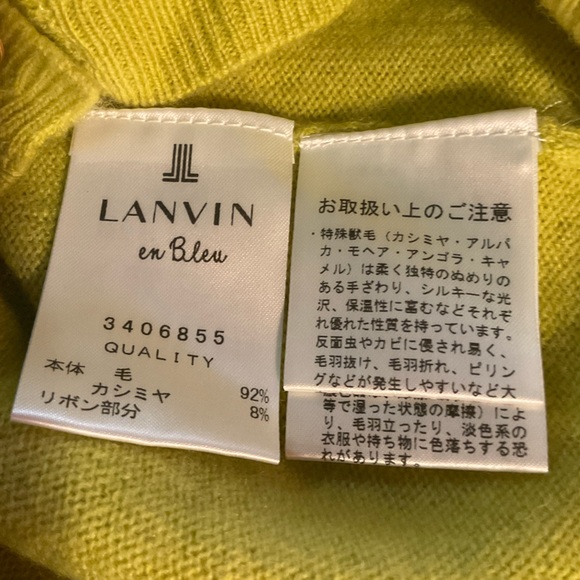 LANVIN
en Bleu
3406855
QUALITY
本体 毛 92%
カシミヤ 8%
リボン部分
お取扱い上のご注意
・特殊獣毛(カシミヤ・アルパ
カ・モヘア・アンゴラ・キャ
メル)は柔く独特のぬめりの
ある手ざわり、シルキーな光
沢、保温性に富むなどそれぞ
れ優れた性質を持っています。
反面虫やカビに侵され易く、
毛羽抜け、毛羽折れ、ピリン
グなどが発生しやすいなど大
等で湿った状態の摩擦)によ
り、毛羽立ったり、淡色系の
衣服や持ち物に色落ちする恐
れがあります。